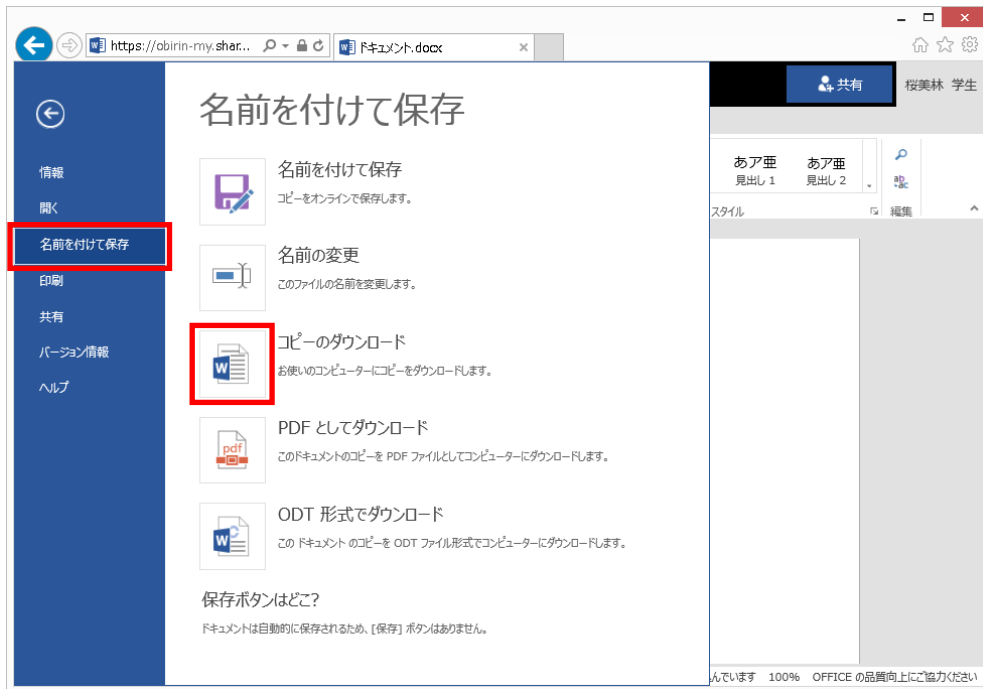 https://obirin-my.shar...
ドキュメント.docx
共有
桜美林 学生
名前を付けて保存
情報
開く
名前を付けて保存
印刷
共有
バージョン情報
ヘルプ
名前を付けて保存
コピーをオンラインで保存します。
名前の変更
このファイルの名前を変更します。
コピーのダウンロード
お使いのコンピューターにコピーをダウンロードします。
PDF としてダウンロード
pdf
このドキュメントのコピーを PDF ファイルとしてコンピューターにダウンロードします。
ODT 形式でダウンロード
この ドキュメント のコピーを ODT ファイル形式でコンピューターにダウンロードします。
保存ボタンはどこ?
ドキュメントは自動的に保存されるため、[保存] ボタンはありません。
あア亜 あア亜
見出し 1 見出し 2
スタイル 編集
んでいます 100% OFFICE の品質向上にご協力ください